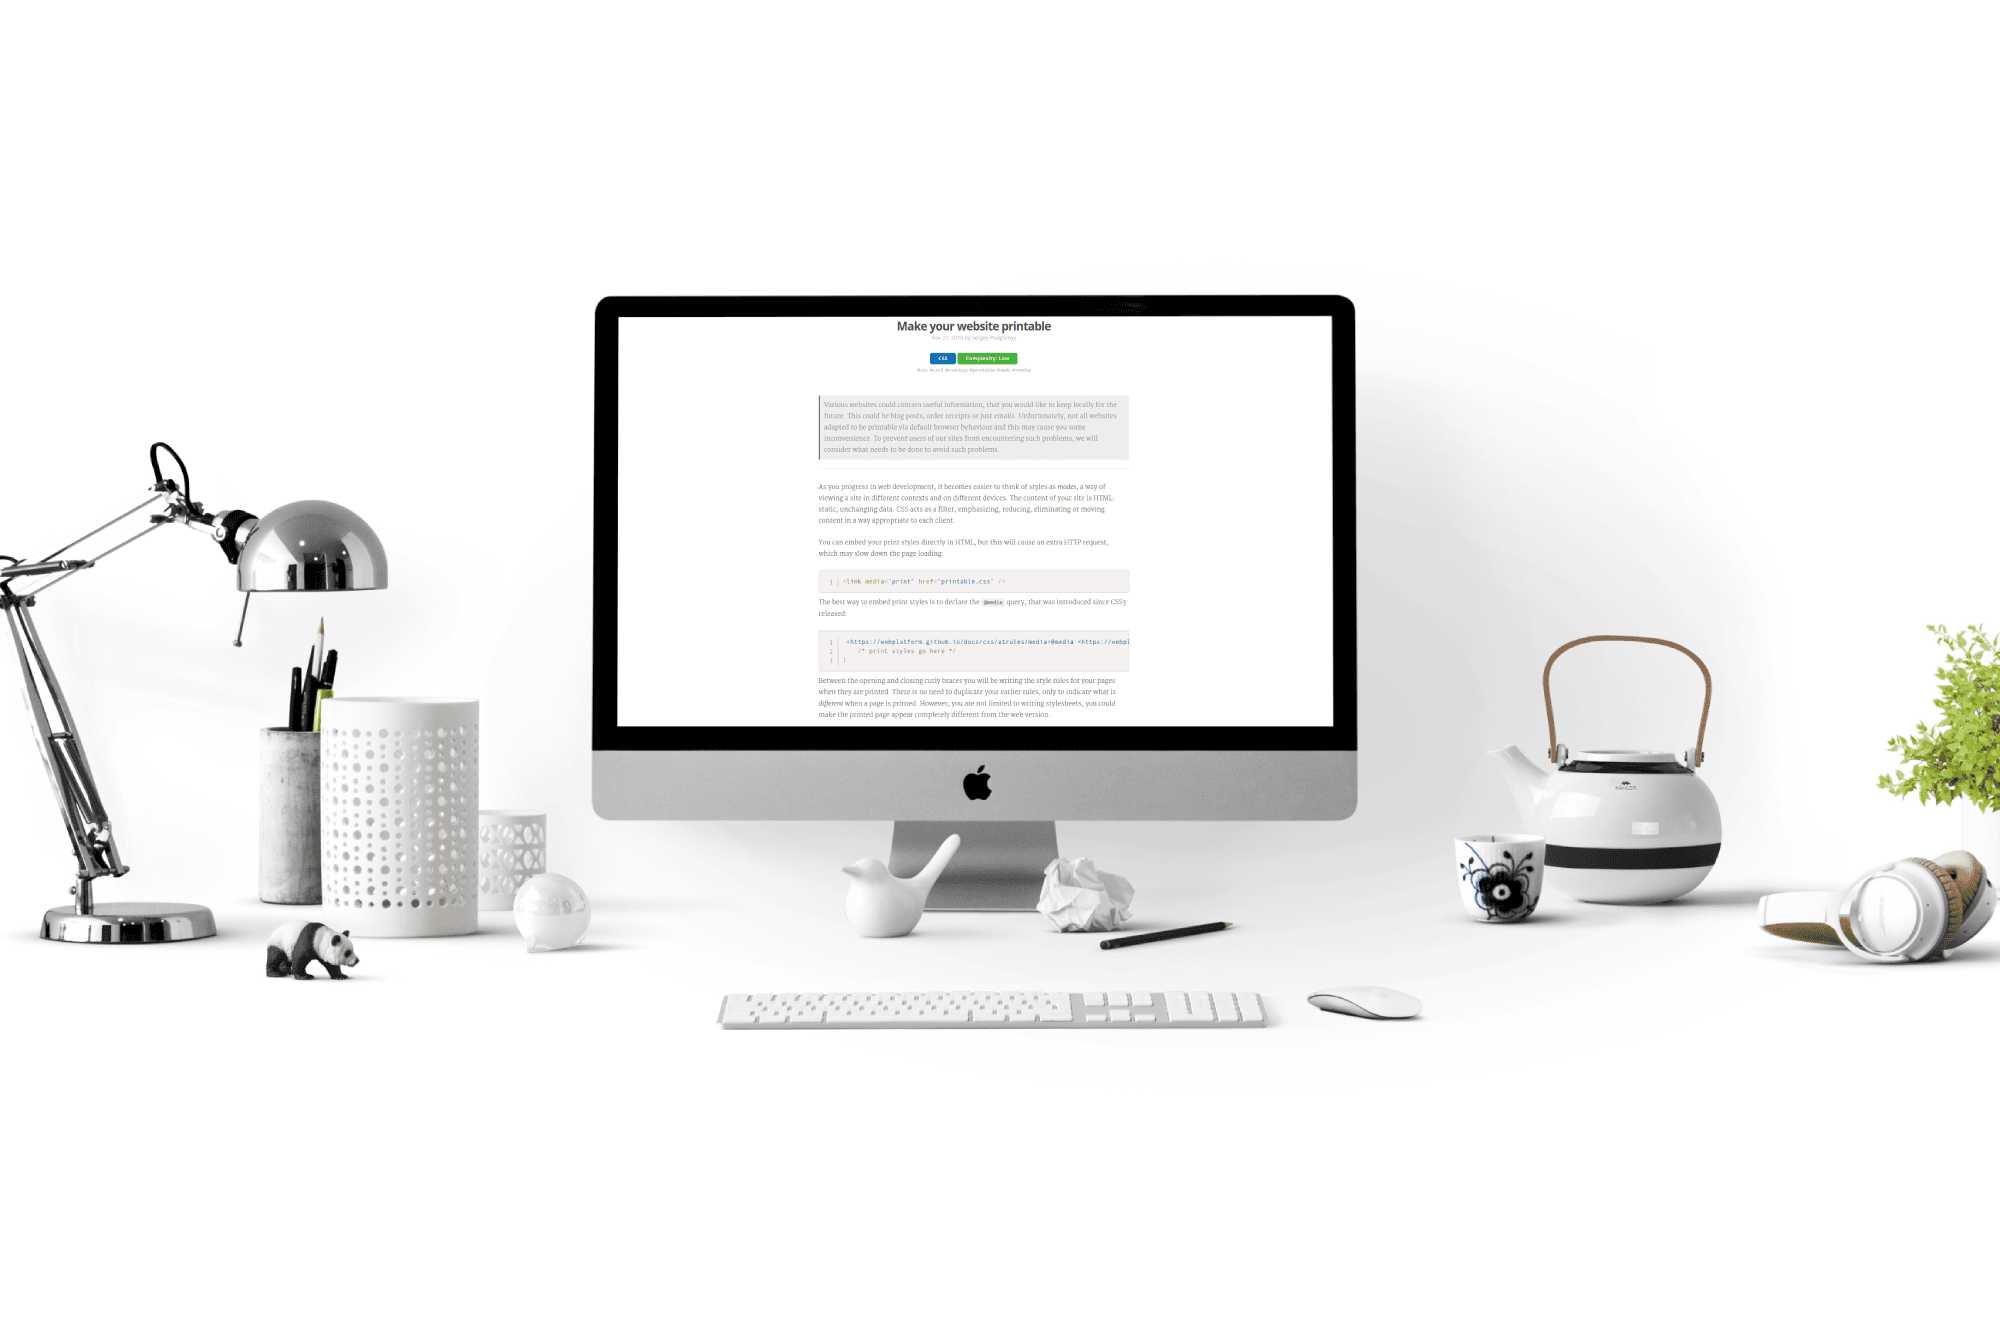 Make your website printable
Nov 21, 2018 by Sergey Podgornyy
CSS Complexity: Low
#css #css3 #markup #printable #web #media
Various websites could contain useful information, that you would like to keep locally for the
future. This could be blog posts, order receipts or just emails. Unfortunately, not all websites
adapted to be printable via default browser behaviour and this may cause you some
inconvenience. To prevent users of our sites from encountering such problems, we will
consider what needs to be done to avoid such problems.
As you progress in web development, it becomes easier to think of styles as modes, a way of
viewing a site in different contexts and on different devices. The content of your site is HTML:
static, unchanging data. CSS acts as a filter, emphasizing, reducing, eliminating or moving
content in a way appropriate to each client.
You can embed your print styles directly in HTML, but this will cause an extra HTTP request,
which may slow down the page loading:
1 <link media="print" href="printable.css" />
The best way to embed print styles is to declare the @media query, that was introduced since CSS3
released:
1 <https://webplatform.github.io/docs/css/atrules/media>@media <https://webpl
2 /* print styles go here */
3 }
Between the opening and closing curly braces you will be writing the style rules for your pages
when they are printed. There is no need to duplicate your earlier rules, only to indicate what is
different when a page is printed. However, you are not limited to writing stylesheets, you could
make the printed page appear completely different from the web version.
KÄHLER